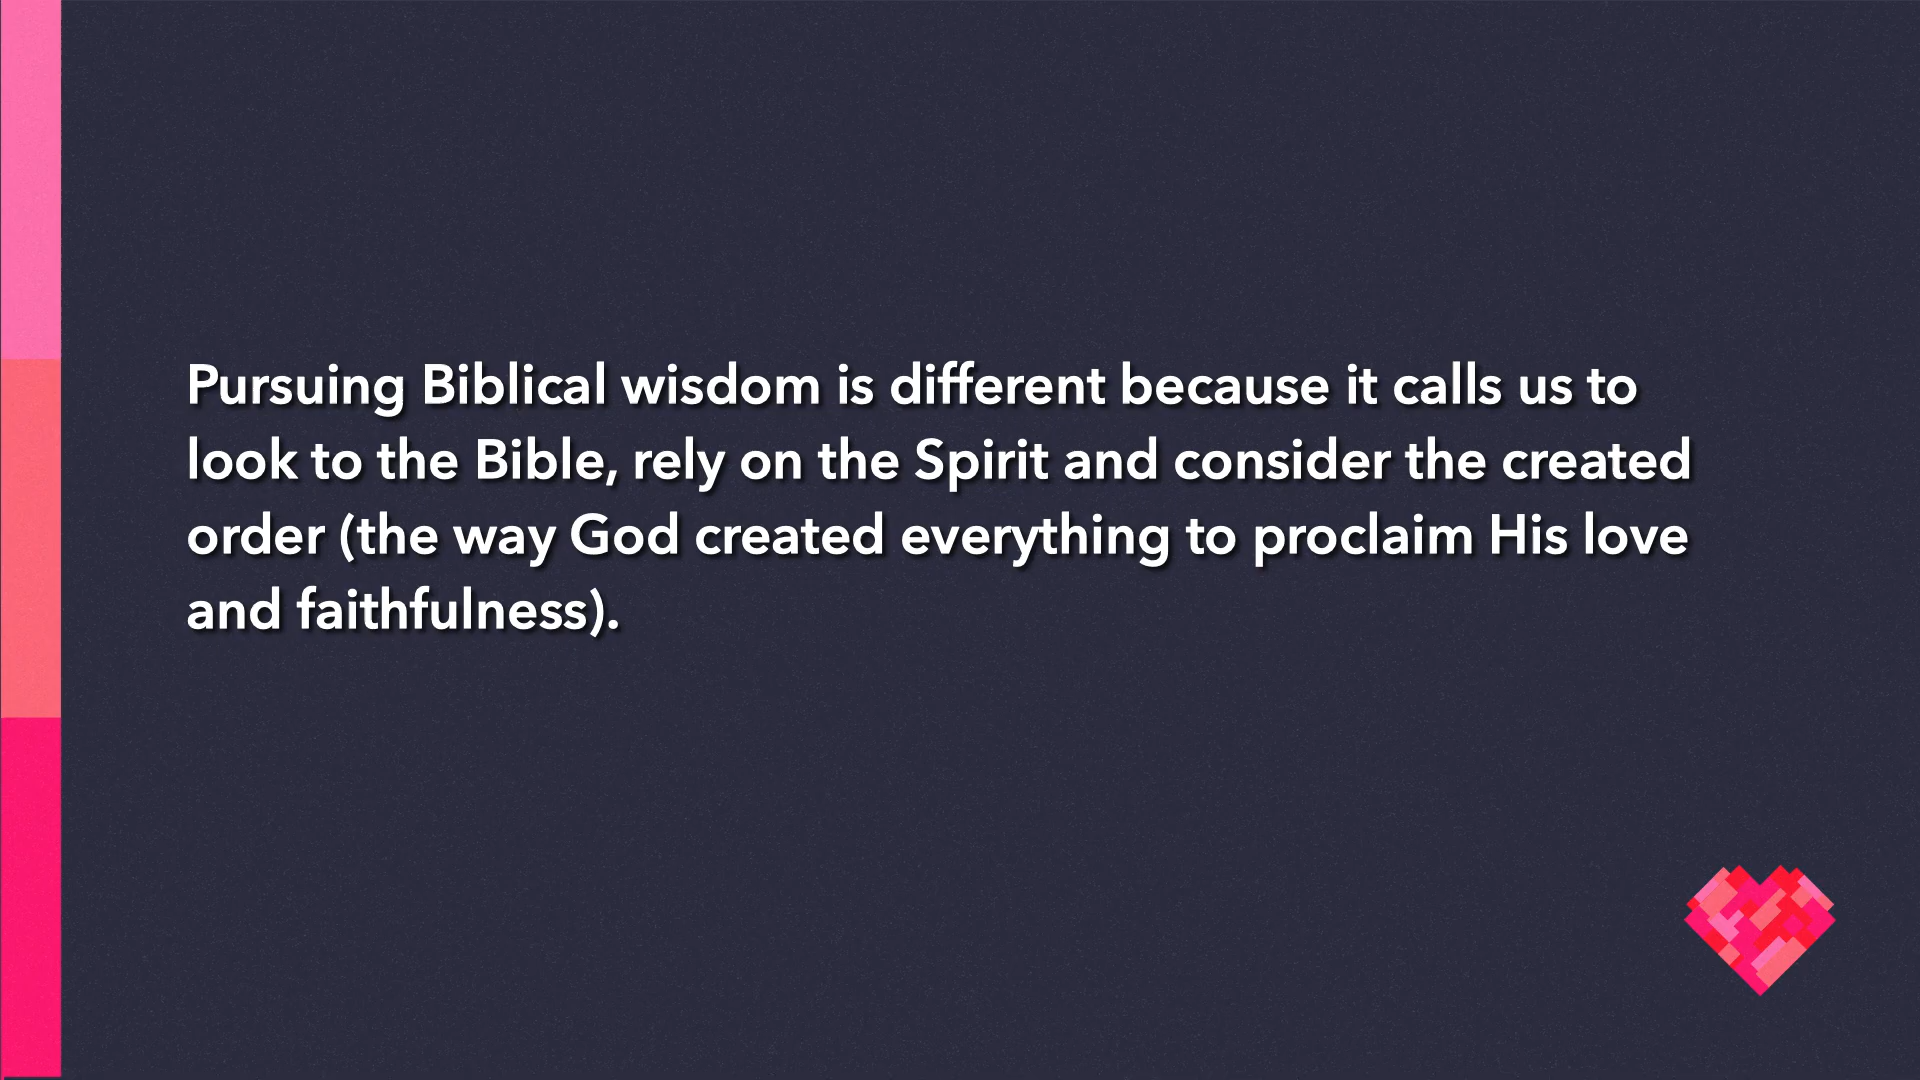 Pursuing Biblical wisdom is different because it calls us to
look to the Bible, rely on the Spirit and consider the created
order (the way God created everything to proclaim His love
and faithfulness).